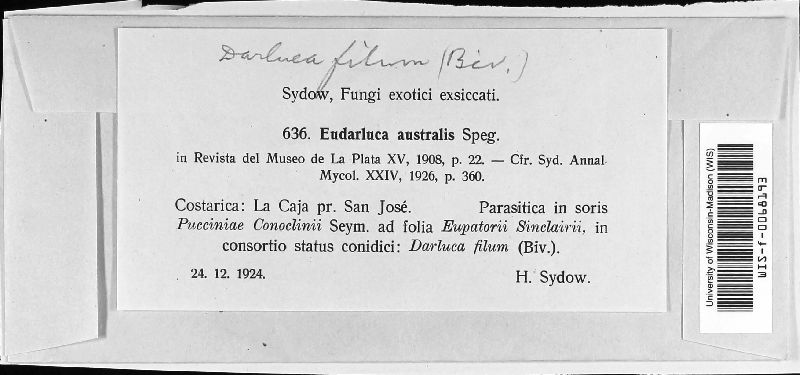 Darluca filum (Biv.)
Sydow, Fungi exotici exsiccati.
636. Eudarluca australis Speg.
in Revista del Museo de La Plata XV, 1908, p. 22. — Cfr. Syd. Annal.
Mycol. XXIV, 1926, p. 360.
Costarica: La Caja pr. San José. Parasitica in soris
Pucciniae Conoclinii Seym. ad folia Eupatorii Sinclairii, in
consortio status conidici: Darluca filum (Biv.).
24. 12. 1924. H. Sydow.
University of Wisconsin-Madison (WIS)
WIS-f-0068193